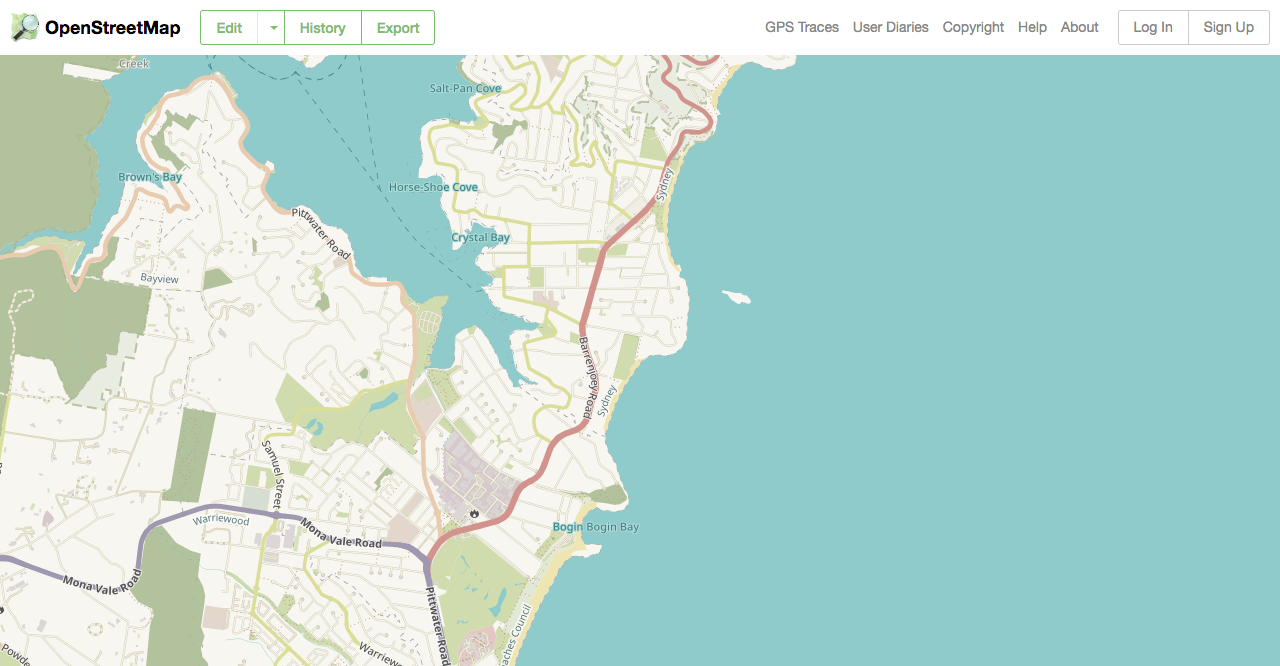 OpenStreetMap
Edit
History
Export
GPS Traces
User Diaries
Copyright
Help
About
Log In
Sign Up
Creek
Salt-Pan Cove
Brown's Bay
Horse-Shoe Cove
Sydney
Pittwater Road
Crystal Bay
Bayview
Barrenjoey Road
Sydney
Samuel Street
Warriewood
Mona Vale Road
Bogin Bogin Bay
Mona Vale Road
Pittwater Road
aches Council
Powde
Warriewo